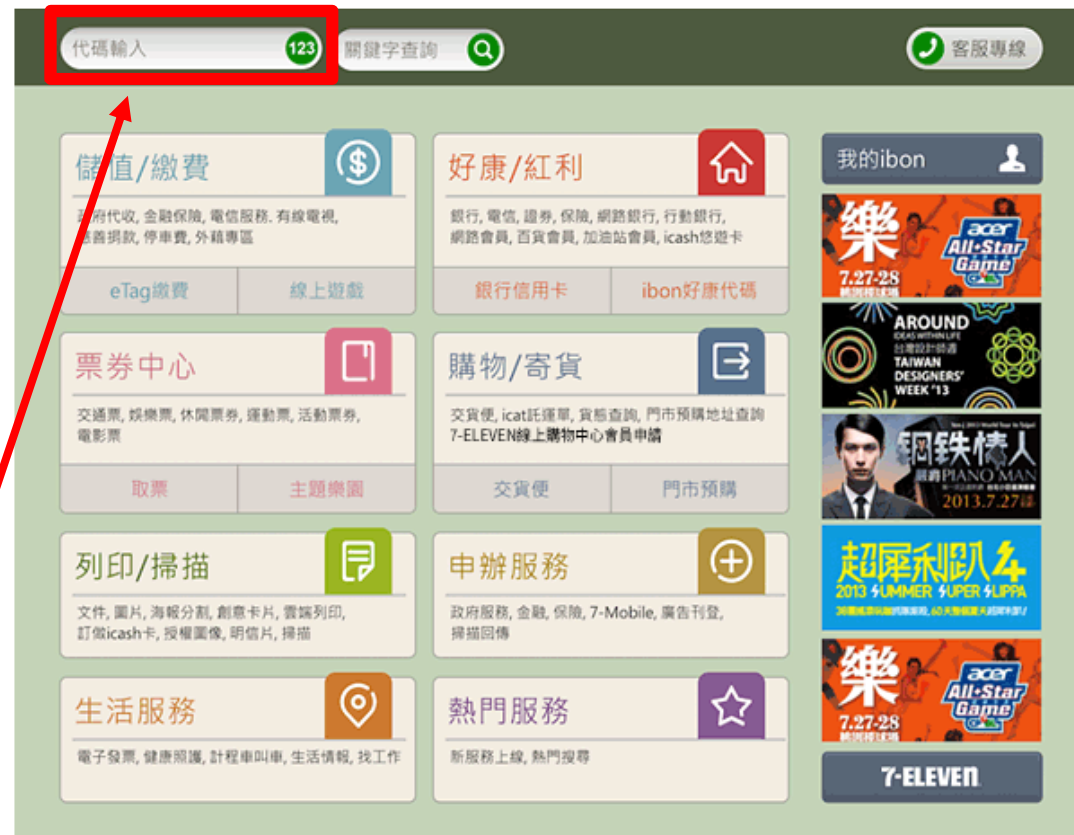 代碼輸入
123
關鍵字查詢
客服專線
儲值/繳費
政府代收, 金融保險, 電信服務. 有線電視,
慈善捐款, 停車費, 外籍專區
eTag繳費
線上遊戲
好康/紅利
銀行, 電信, 證券, 保險, 網路銀行, 行動銀行,
網路會員, 百貨會員, 加油站會員, icash悠遊卡
銀行信用卡
ibon好康代碼
我的ibon
樂
acer
All-Star
Game
7.27-28
票券中心
交通票, 娛樂票, 休閒票券, 運動票, 活動票券,
電影票
取票
主題樂園
購物/寄貨
交貨便, icat託運單, 貨態查詢, 門市預購地址查詢
7-ELEVEN線上購物中心會員申請
交貨便
門市預購
AROUND
IDEAS WITHIN LIFE
台灣設計師週
TAIWAN
DESIGNERS'
WEEK '13
鋼鉄情人
嚴爵PIANO MAN
2013.7.27
列印/掃描
文件, 圖片, 海報分割, 創意卡片, 雲端列印,
訂做icash卡, 授權圖像, 明信片, 掃描
申辦服務
政府服務, 金融, 保險, 7-Mobile, 廣告刊登,
掃描回傳
超犀利趴4
2013 SUMMER SUPER SLIPPA
生活服務
電子發票, 健康照護, 計程車叫車, 生活情報, 找工作
熱門服務
新服務上線, 熱門搜尋
樂
acer
All-Star
Game
7.27-28
7-ELEVEN